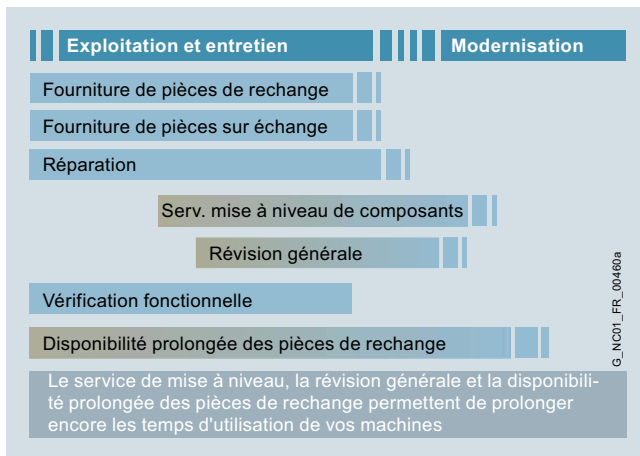 Exploitation et entretien Modernisation
Fourniture de pièces de rechange
Fourniture de pièces sur échange
Réparation
Serv. mise à niveau de composants
Révision générale
Vérification fonctionnelle
Disponibilité prolongée des pièces de rechange
Le service de mise à niveau, la révision générale et la disponibili-
té prolongée des pièces de rechange permettent de prolonger
encore les temps d'utilisation de vos machines
G_NC01_FR_00460a